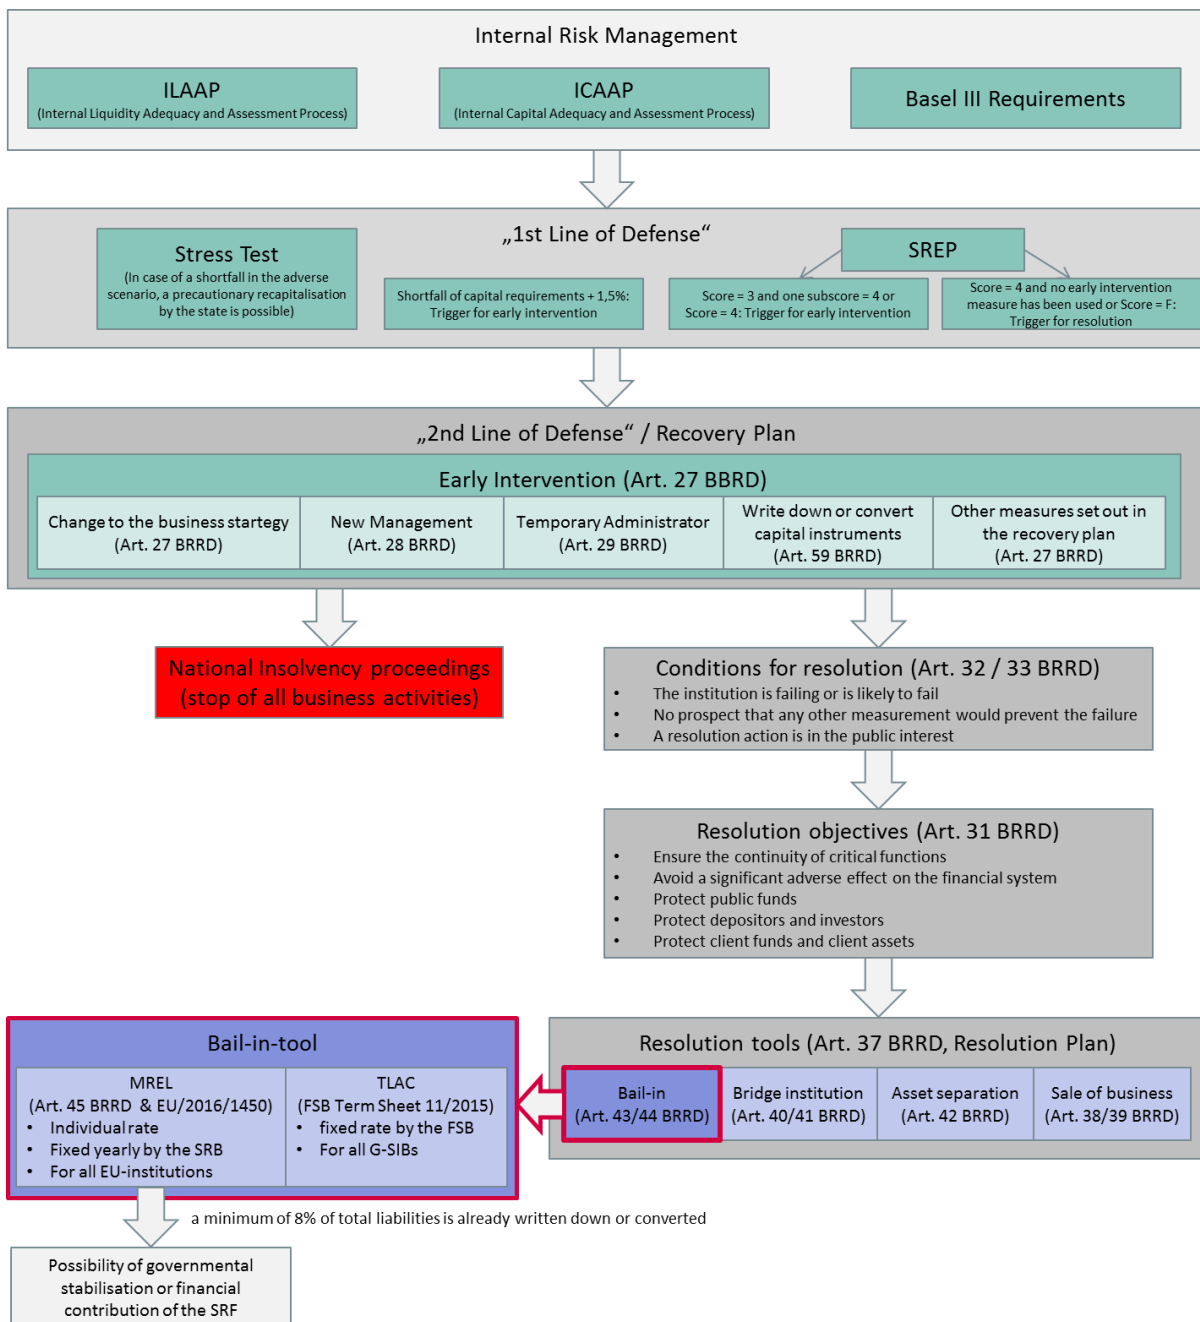 Internal Risk Management
ILAAP
(Internal Liquidity Adequacy and Assessment Process)
ICAAP
(Internal Capital Adequacy and Assessment Process)
Basel III Requirements
„1st Line of Defense“
Stress Test
(In case of a shortfall in the adverse
scenario, a precautionary recapitalisation
by the state is possible)
Shortfall of capital requirements + 1,5%:
Trigger for early intervention
SREP
Score = 3 and one subscore = 4 or
Score = 4: Trigger for early intervention
Score = 4 and no early intervention
measure has been used or Score = F:
Trigger for resolution
„2nd Line of Defense“ / Recovery Plan
Early Intervention (Art. 27 BBRD)
Change to the business startegy
(Art. 27 BRRD)
New Management
(Art. 28 BRRD)
Temporary Administrator
(Art. 29 BRRD)
Write down or convert
capital instruments
(Art. 59 BRRD)
Other measures set out in
the recovery plan
(Art. 27 BRRD)
National Insolvency proceedings
(stop of all business activities)
Conditions for resolution (Art. 32 / 33 BRRD)
• The institution is failing or is likely to fail
• No prospect that any other measurement would prevent the failure
• A resolution action is in the public interest
Resolution objectives (Art. 31 BRRD)
• Ensure the continuity of critical functions
• Avoid a significant adverse effect on the financial system
• Protect public funds
• Protect depositors and investors
• Protect client funds and client assets
Resolution tools (Art. 37 BRRD, Resolution Plan)
Bail-in
(Art. 43/44 BRRD)
Bridge institution
(Art. 40/41 BRRD)
Asset separation
(Art. 42 BRRD)
Sale of business
(Art. 38/39 BRRD)
Bail-in-tool
MREL
(Art. 45 BRRD & EU/2016/1450)
• Individual rate
• Fixed yearly by the SRB
• For all EU-institutions
TLAC
(FSB Term Sheet 11/2015)
• fixed rate by the FSB
• For all G-SIBs
a minimum of 8% of total liabilities is already written down or converted
Possibility of governmental
stabilisation or financial
contribution of the SRF